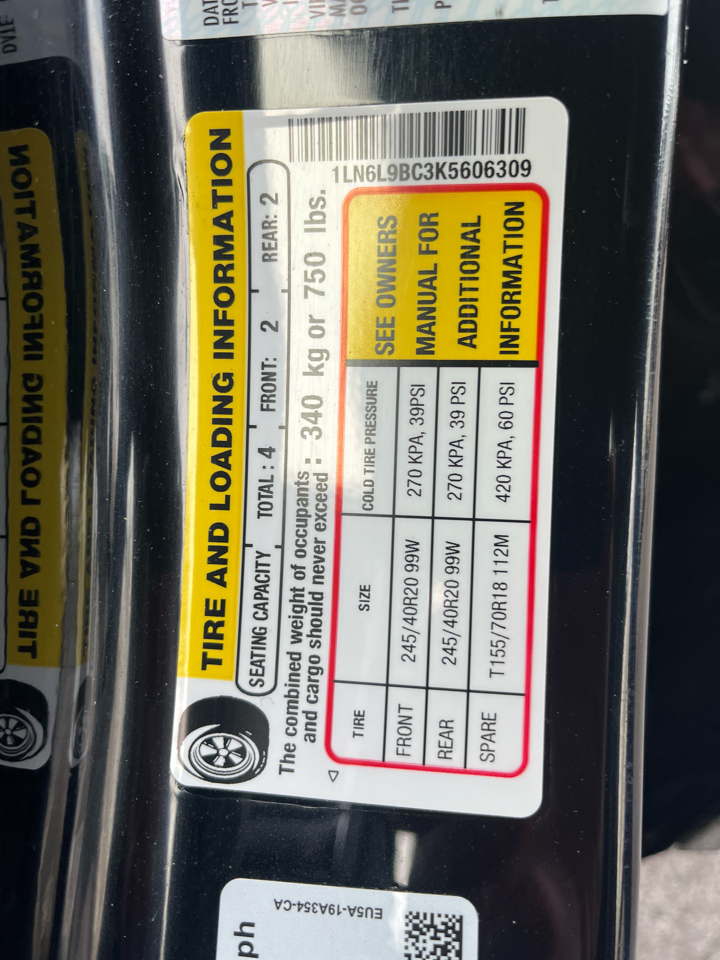 TIRE AND LOADING INFORMATION
SEATING CAPACITY TOTAL : 4 FRONT: 2 REAR: 2
The combined weight of occupants
and cargo should never exceed : 340 kg or 750 lbs.
1LN6L9BC3K5606309
TIRE SIZE COLD TIRE PRESSURE
FRONT 245/40R20 99W 270 KPA, 39PSI
REAR 245/40R20 99W 270 KPA, 39 PSI
SPARE T155/70R18 112M 420 KPA, 60 PSI
SEE OWNERS
MANUAL FOR
ADDITIONAL
INFORMATION
EU5A-19A354-CA
ph
TIRE AND LOADING INFORMATION